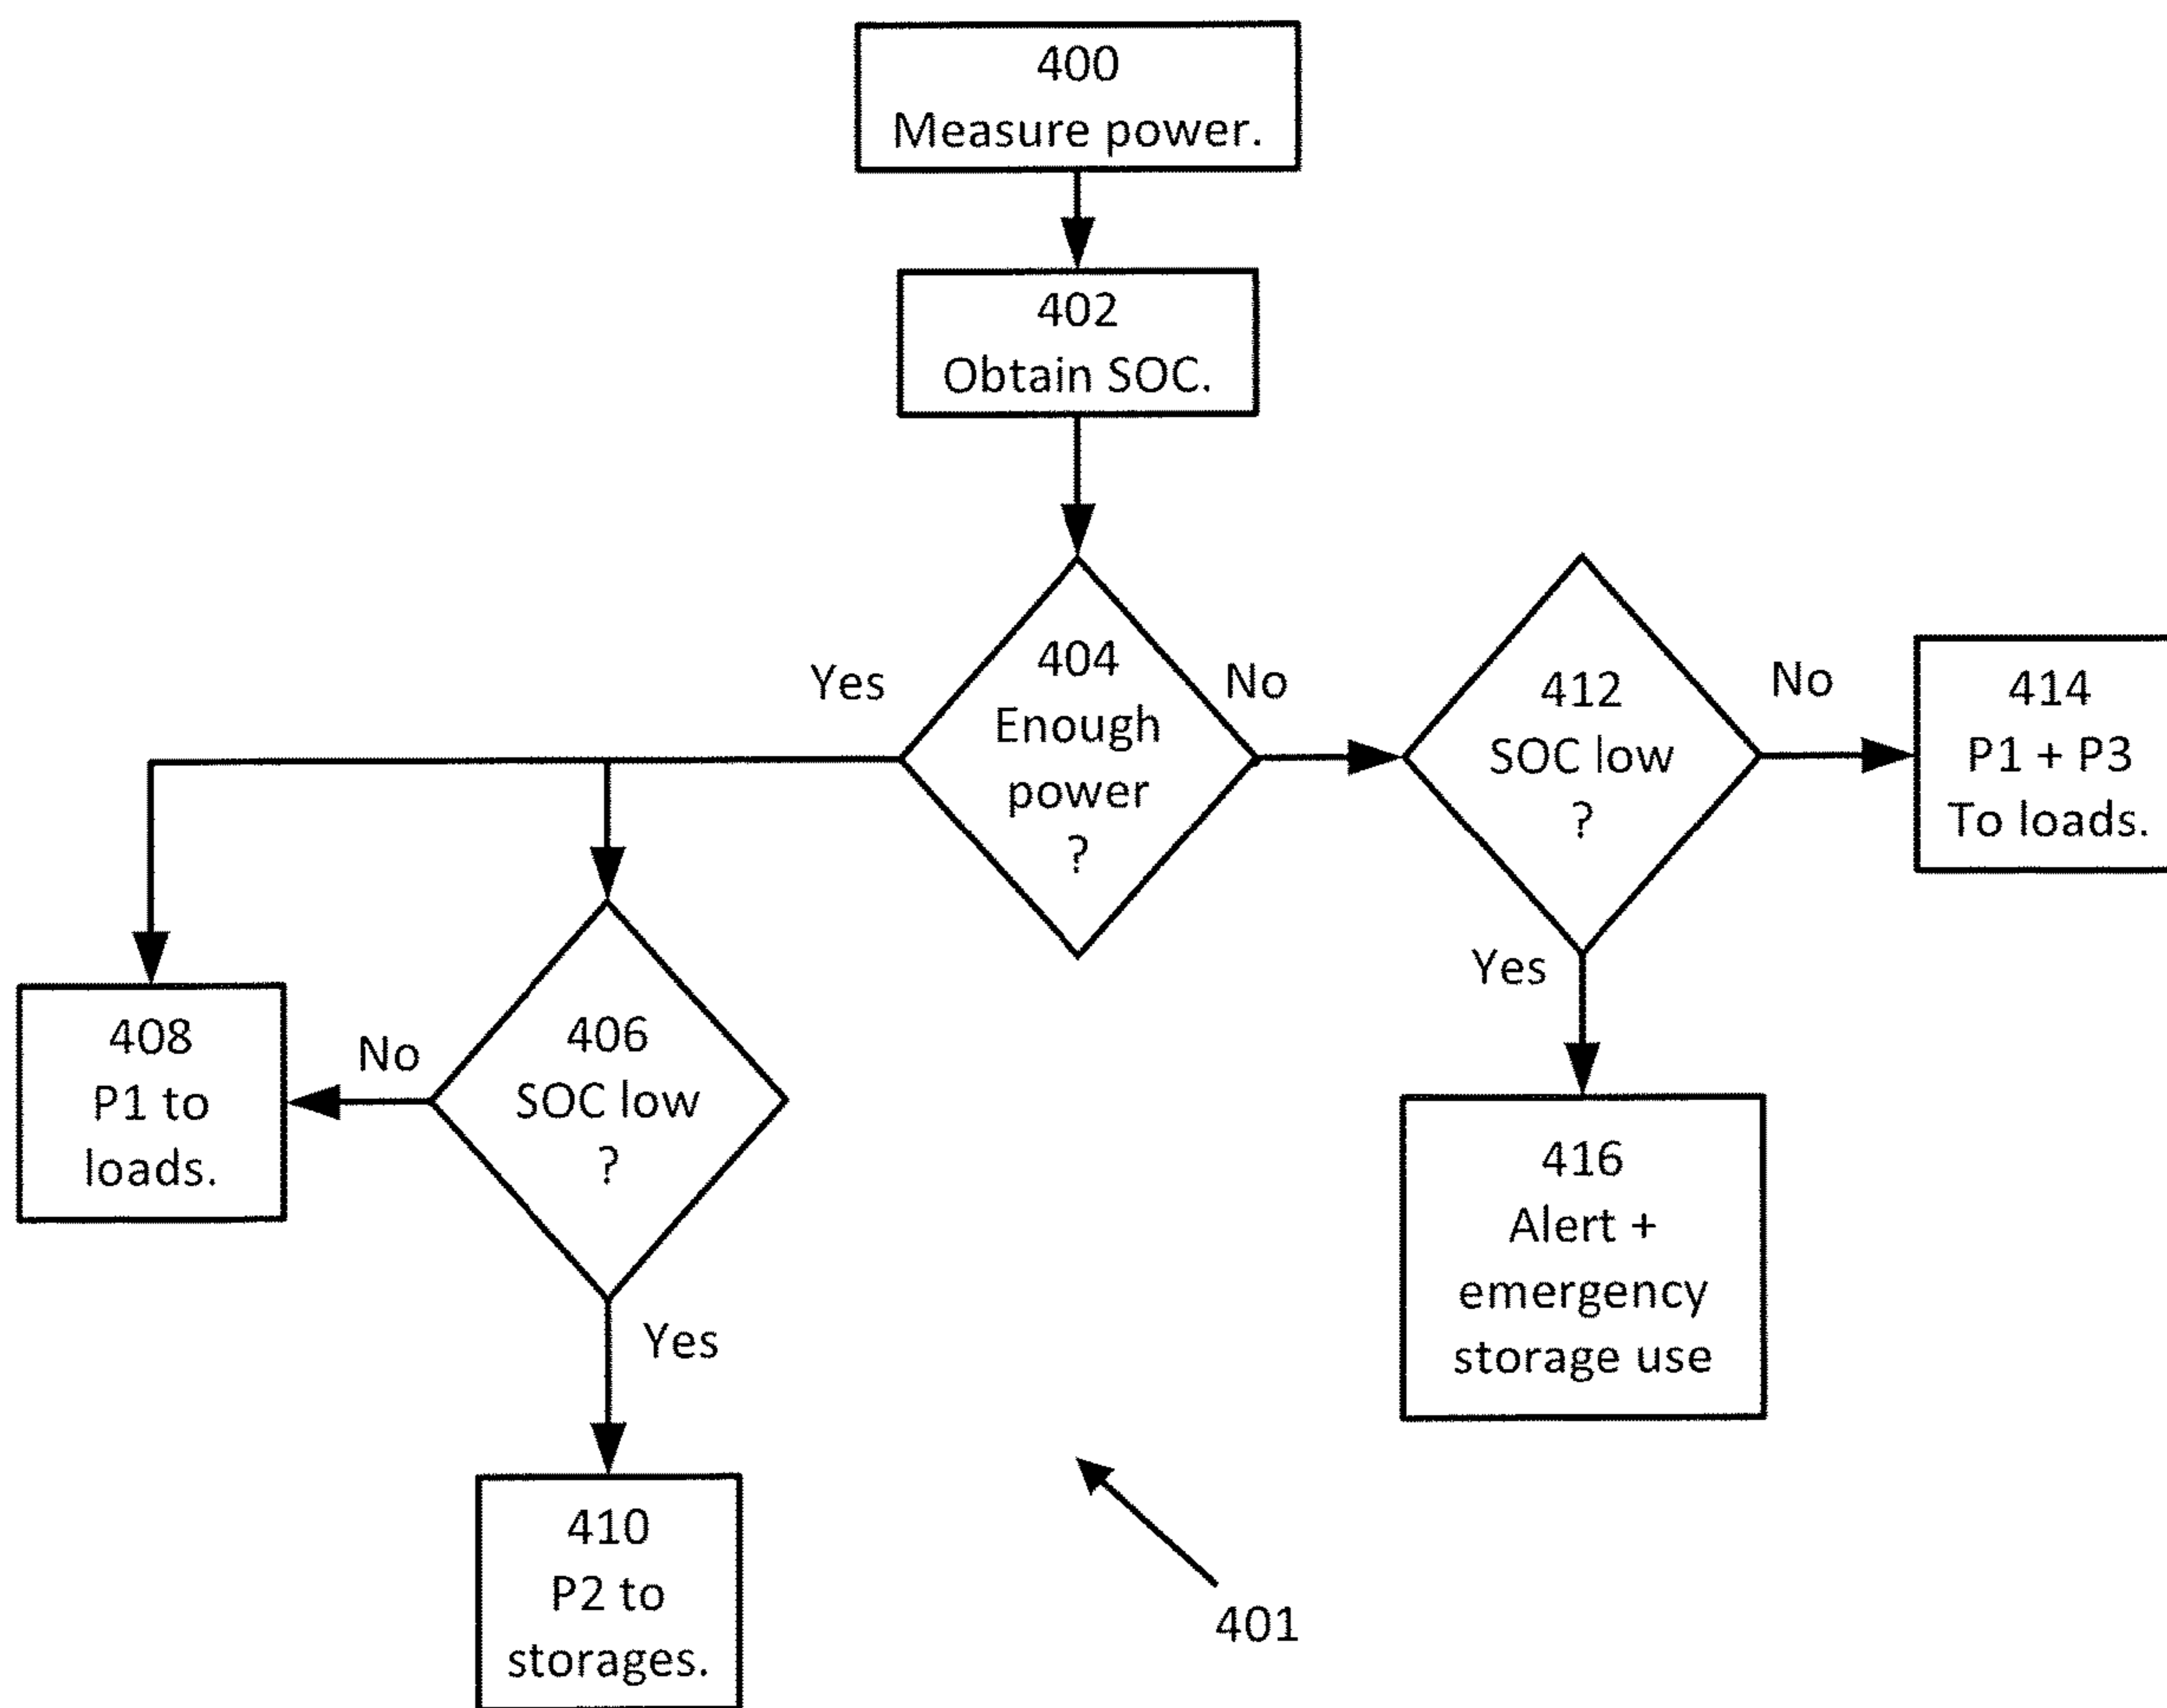 400
Measure power.
402
Obtain SOC.
Yes
404
Enough
power
?
No
412
SOC low
?
No
414
P1 + P3
To loads.
408
P1 to
loads.
No
406
SOC low
?
Yes
416
Alert +
emergency
storage use
Yes
410
P2 to
storages.
401